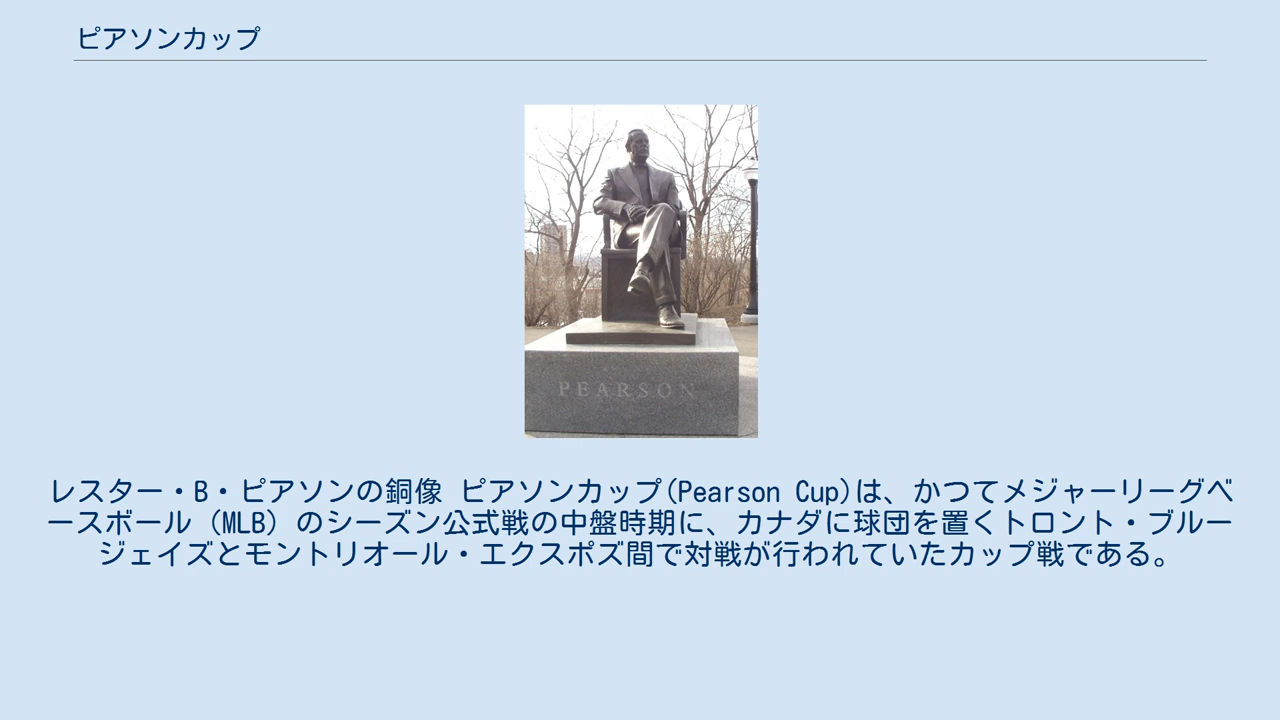 ピアソンカップ
PEARSON
レスター・B・ピアソンの銅像 ピアソンカップ(Pearson Cup)は、かつてメジャーリーグベ
ースボール (MLB) のシーズン公式戦の中盤時期に、カナダに球団を置くトロント・ブルー
ジェイズとモントリオール・エクスポズ間で対戦が行われていたカップ戦である。